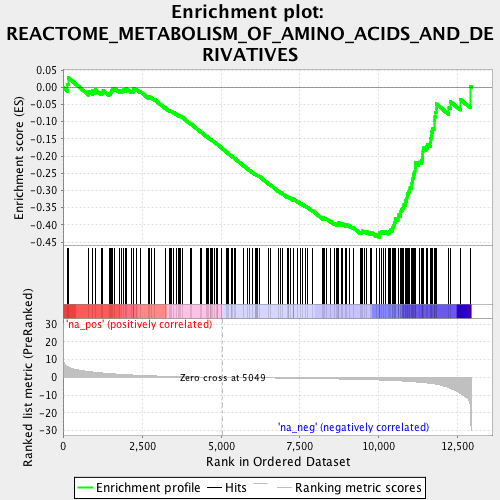 Enrichment plot:
REACTOME_METABOLISM_OF_AMINO_ACIDS_AND_DE
RIVATIVES
Enrichment score (ES)
0.05
0.00
-0.05
-0.10
-0.15
-0.20
-0.25
-0.30
-0.35
-0.40
-0.45
'na_pos' (positively correlated)
Ranked list metric (PreRanked)
30
20
10
0
-10
-20
-30
Zero cross at 5049
'na_neg' (negatively correlated)
0
2,500
5,000
7,500
10,000
12,500
Rank in Ordered Dataset
Enrichment profile
Hits
Ranking metric scores